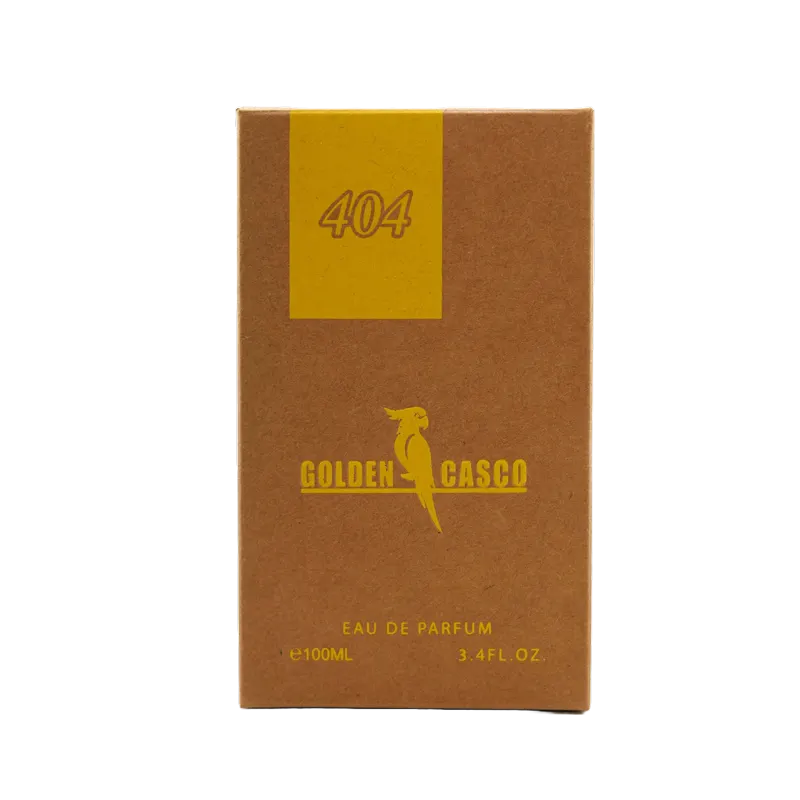 404
GOLDEN CASCO
EAU DE PARFUM
℮100ML 3.4FL.OZ.